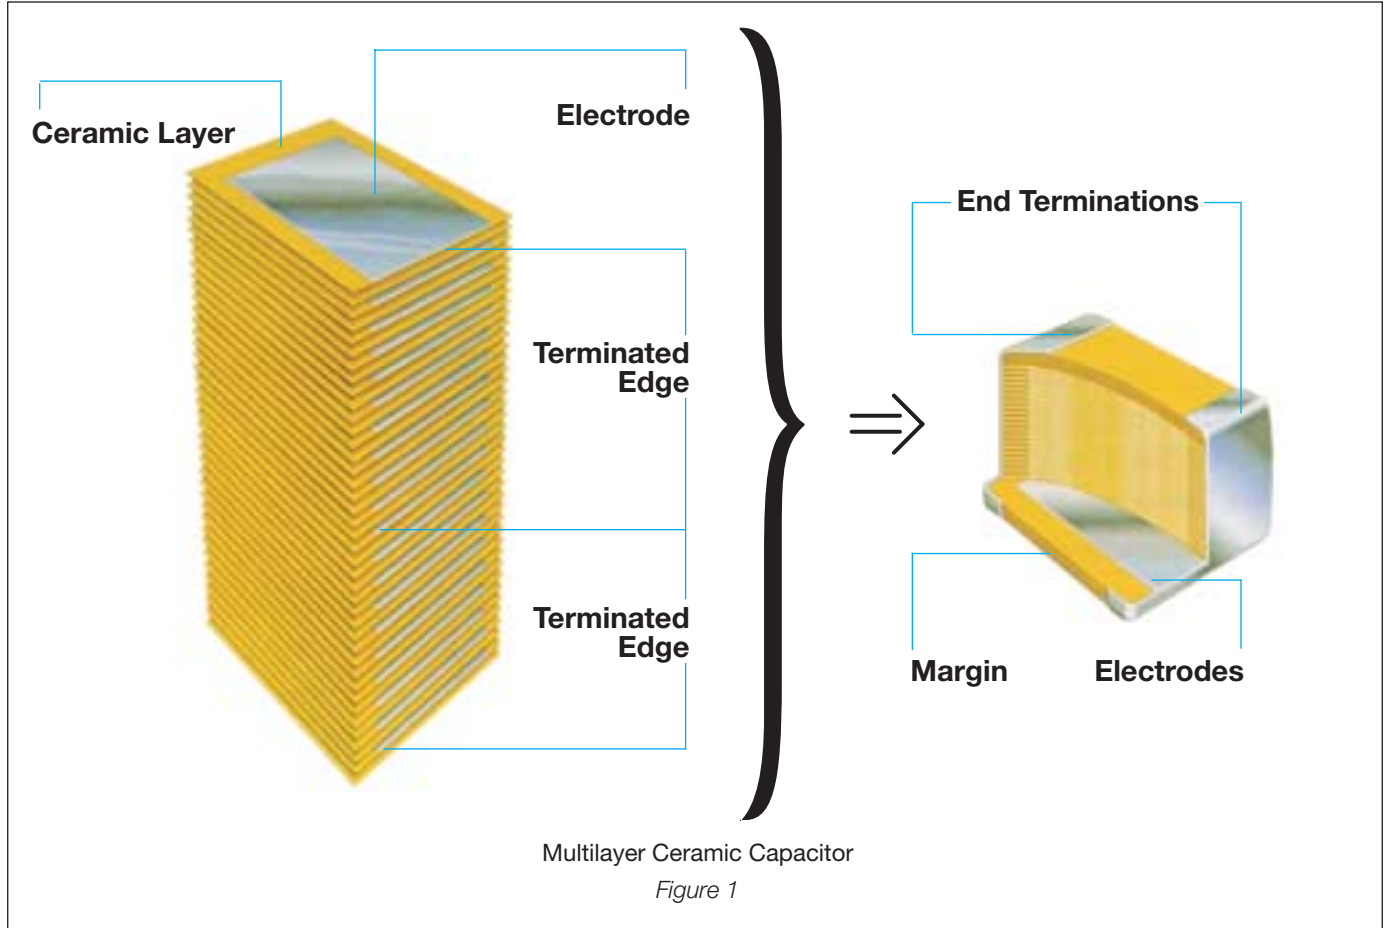 Ceramic Layer
Electrode
Terminated
Edge
Terminated
Edge
End Terminations
Margin
Electrodes
Multilayer Ceramic Capacitor
Figure 1